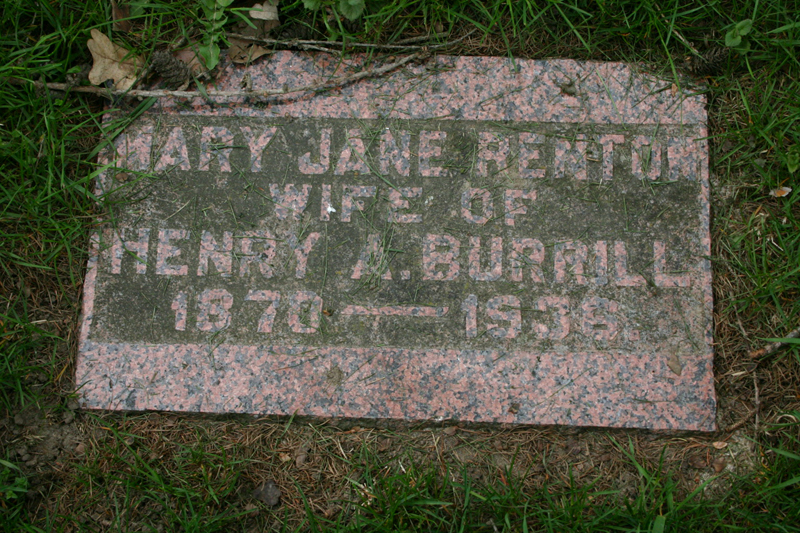 MARY JANE RENTON
WIFE OF
HENRY A. BURRILL
1870 — 1936